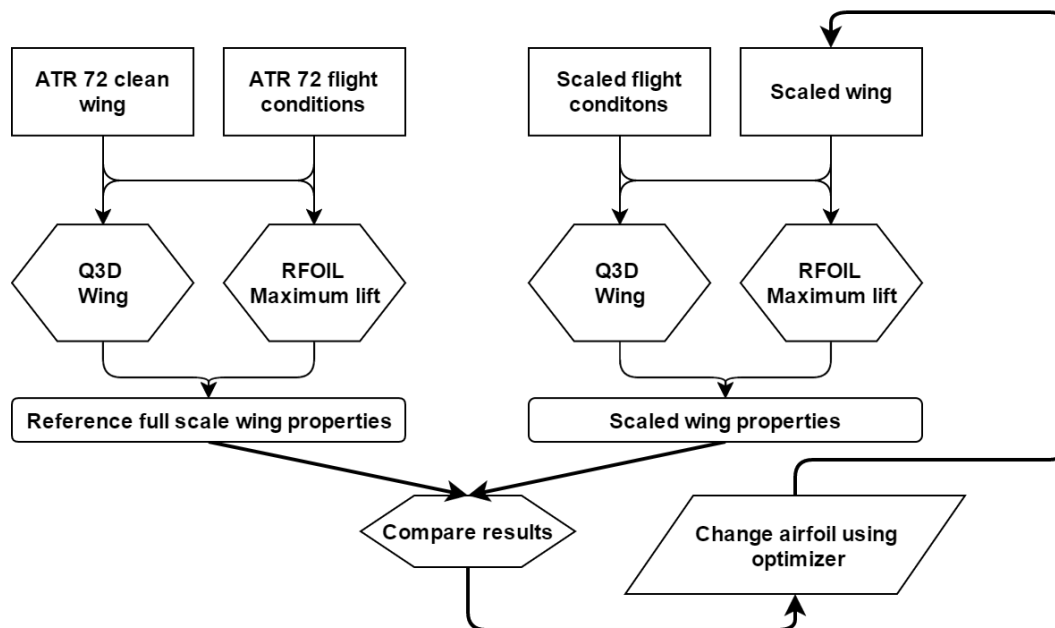 ATR 72 clean
wing
ATR 72 flight
conditions
Scaled flight
conditons
Scaled wing
Q3D
Wing
RFOIL
Maximum lift
Q3D
Wing
RFOIL
Maximum lift
Reference full scale wing properties
Scaled wing properties
Compare results
Change airfoil using
optimizer